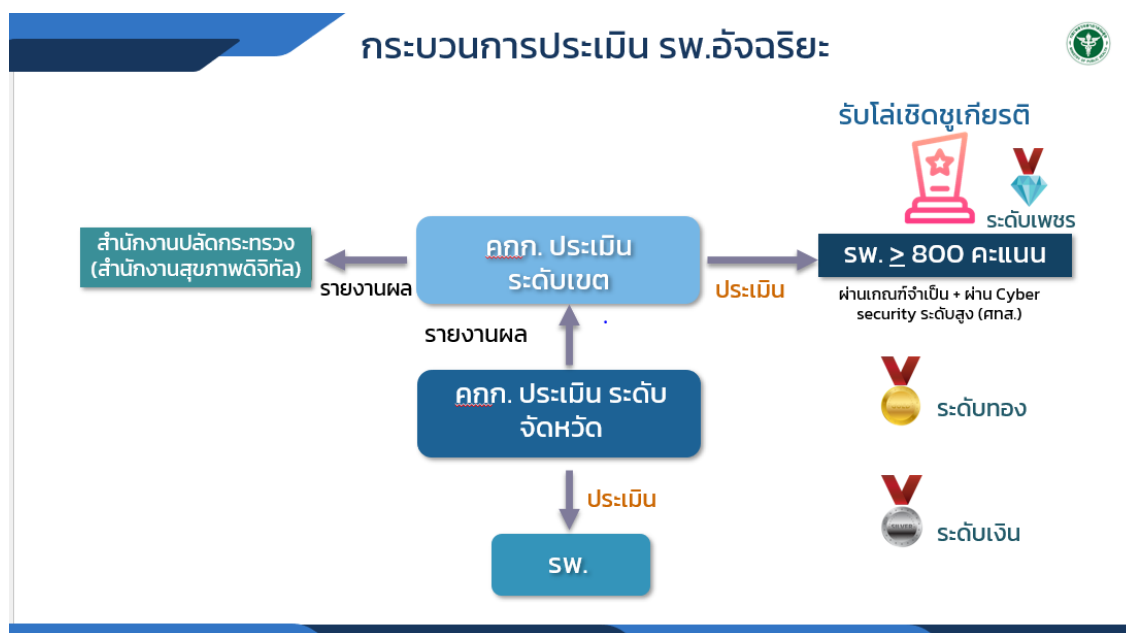 กระบวนการประเมิน รพ.อัจฉริยะ
รับโล่เชิดชูเกียรติ
ระดับเพชร
สำนักงานปลัดกระทรวง
(สำนักงานสุขภาพดิจิทัล)
รายงานผล
คกก. ประเมิน
ระดับเขต
ประเมิน
รพ. ≥ 800 คะแนน
ผ่านเกณฑ์จำเป็น + ผ่าน Cyber
security ระดับสูง (ศทส.)
รายงานผล
คกก. ประเมิน ระดับ
จัดหวัด
ระดับทอง
ประเมิน
SILVER
ระดับเงิน
รพ.